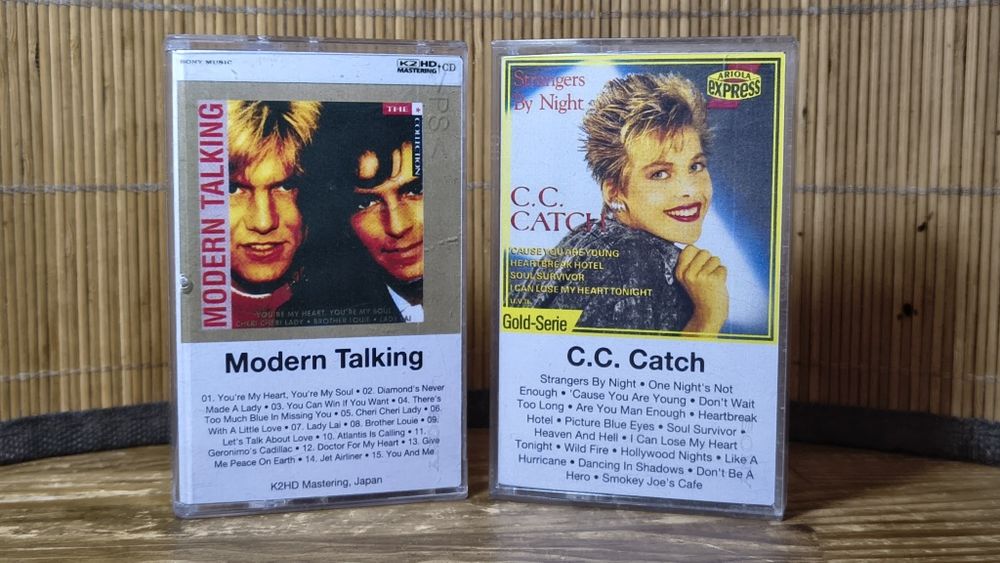 SONY MUSIC
K2 HD
MASTERING
+CD
THE
COLLECTION
MODERN TALKING
YOU'RE MY HEART, YOU'RE MY SOUL
CHERI CHERI LADY • BROTHER LOUIE • LADY LAI
Modern Talking
01. You're My Heart, You're My Soul • 02. Diamond's Never
Made A Lady • 03. You Can Win If You Want • 04. There's
Too Much Blue In Missing You • 05. Cheri Cheri Lady • 06.
With A Little Love • 07. Lady Lai • 08. Brother Louie • 09.
Let's Talk About Love • 10. Atlantis Is Calling • 11.
Geronimo's Cadillac • 12. Doctor For My Heart • 13. Give
Me Peace On Earth • 14. Jet Airliner • 15. You And Me
K2HD Mastering, Japan
Strangers
By Night
ARIOLA
EXPRESS
C.C.
CATCH
'CAUSE YOU ARE YOUNG
HEARTBREAK HOTEL
SOUL SURVIVOR
I CAN LOSE MY HEART TONIGHT
u.v.a.
Gold-Serie
C.C. Catch
Strangers By Night • One Night's Not
Enough • 'Cause You Are Young • Don't Wait
Too Long • Are You Man Enough • Heartbreak
Hotel • Picture Blue Eyes • Soul Survivor •
Heaven And Hell • I Can Lose My Heart
Tonight • Wild Fire • Hollywood Nights • Like A
Hurricane • Dancing In Shadows • Don't Be A
Hero • Smokey Joe's Cafe